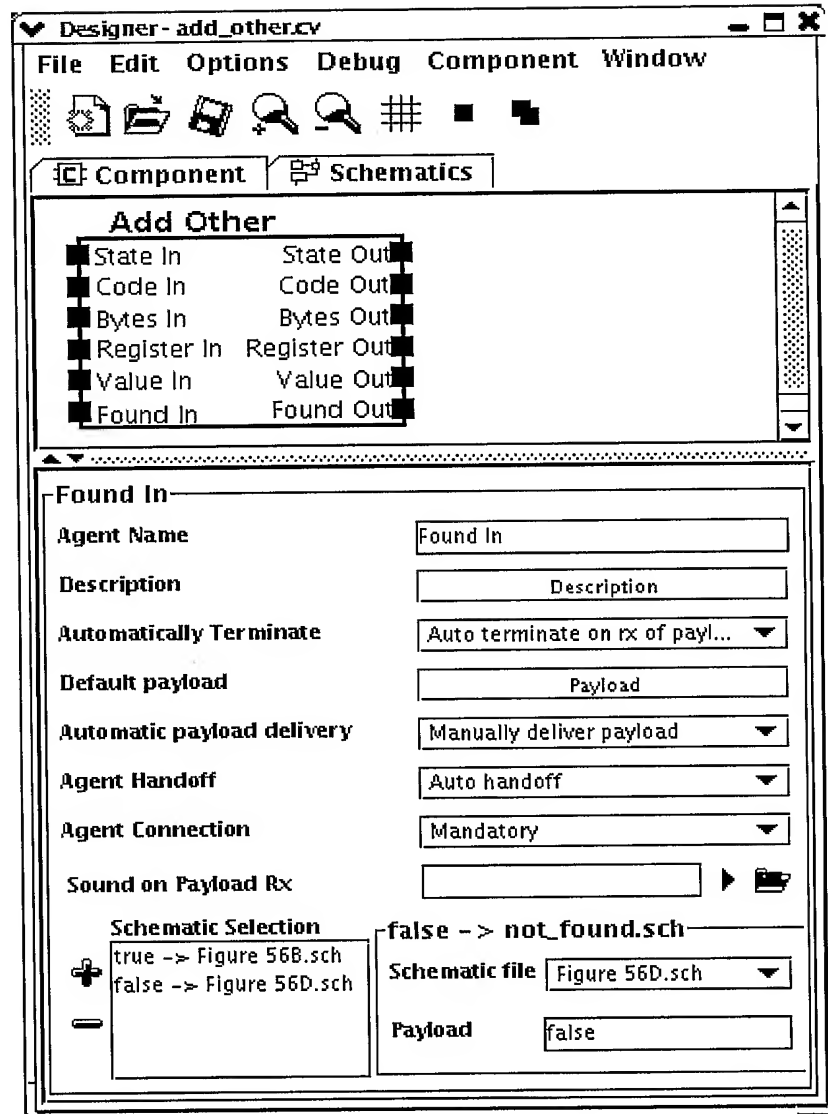 Designer - add_other.cv
File Edit Options Debug Component Window
C Component Schematics
Add Other
State In State Out
Code In Code Out
Bytes In Bytes Out
Register In Register Out
Value In Value Out
Found In Found Out
Found In
Agent Name Found In
Description Description
Automatically Terminate Auto terminate on rx of payl...
Default payload Payload
Automatic payload delivery Manually deliver payload
Agent Handoff Auto handoff
Agent Connection Mandatory
Sound on Payload Rx
Schematic Selection
true -> Figure 56B.sch
false -> Figure 56D.sch
false -> not_found.sch
Schematic file Figure 56D.sch
Payload false